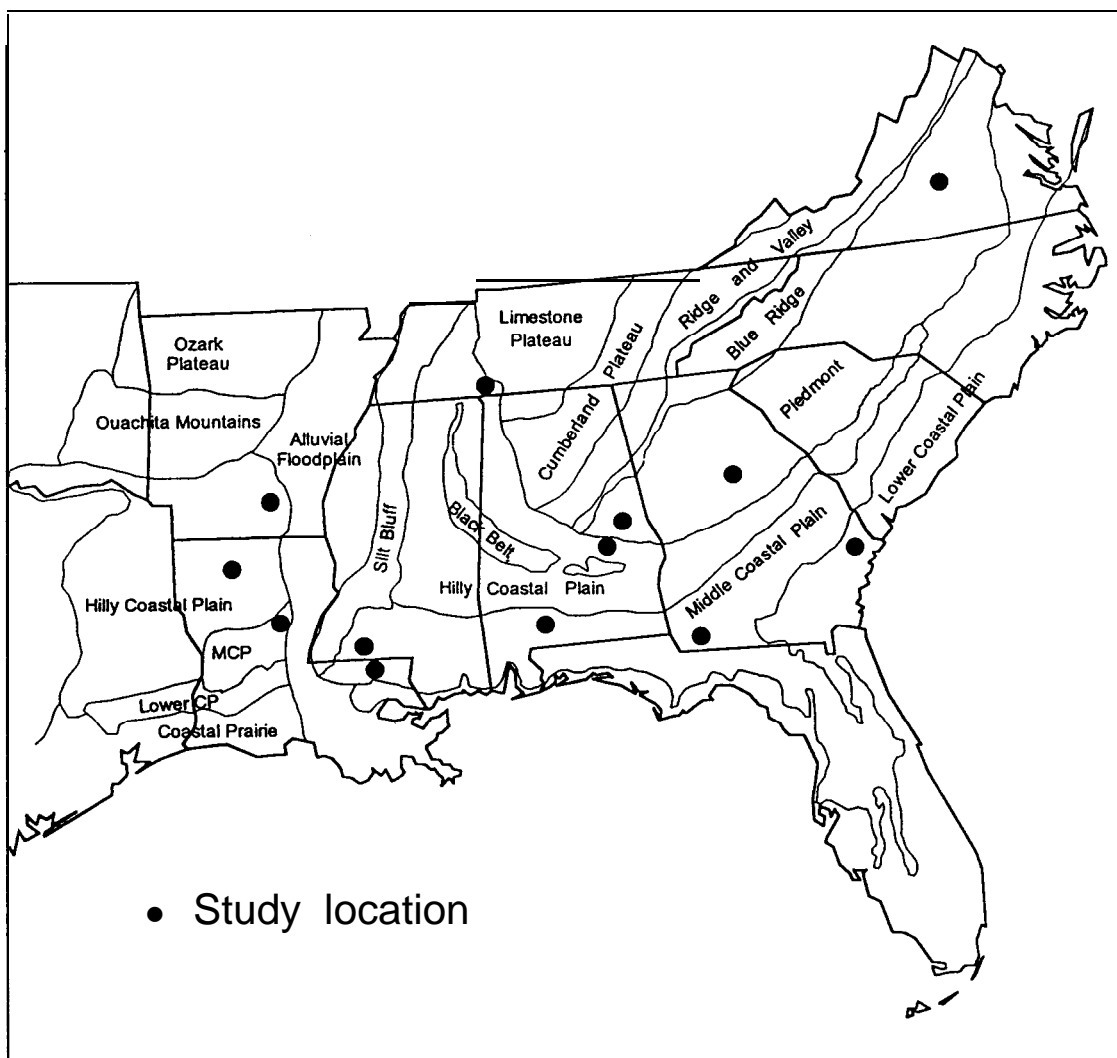 Ridge and Valley
Blue Ridge
Limestone
Plateau
Plateau
Cumberland
Ozark
Plateau
Piedmont
Ouachita Mountains
Alluvial
Floodplain
Lower Coastal Plain
Silt Bluff
Black Belt
Middle Coastal Plain
Hilly Coastal Plain
Hilly Coastal Plain
MCP
Lower CP
Coastal Prairie
Study location